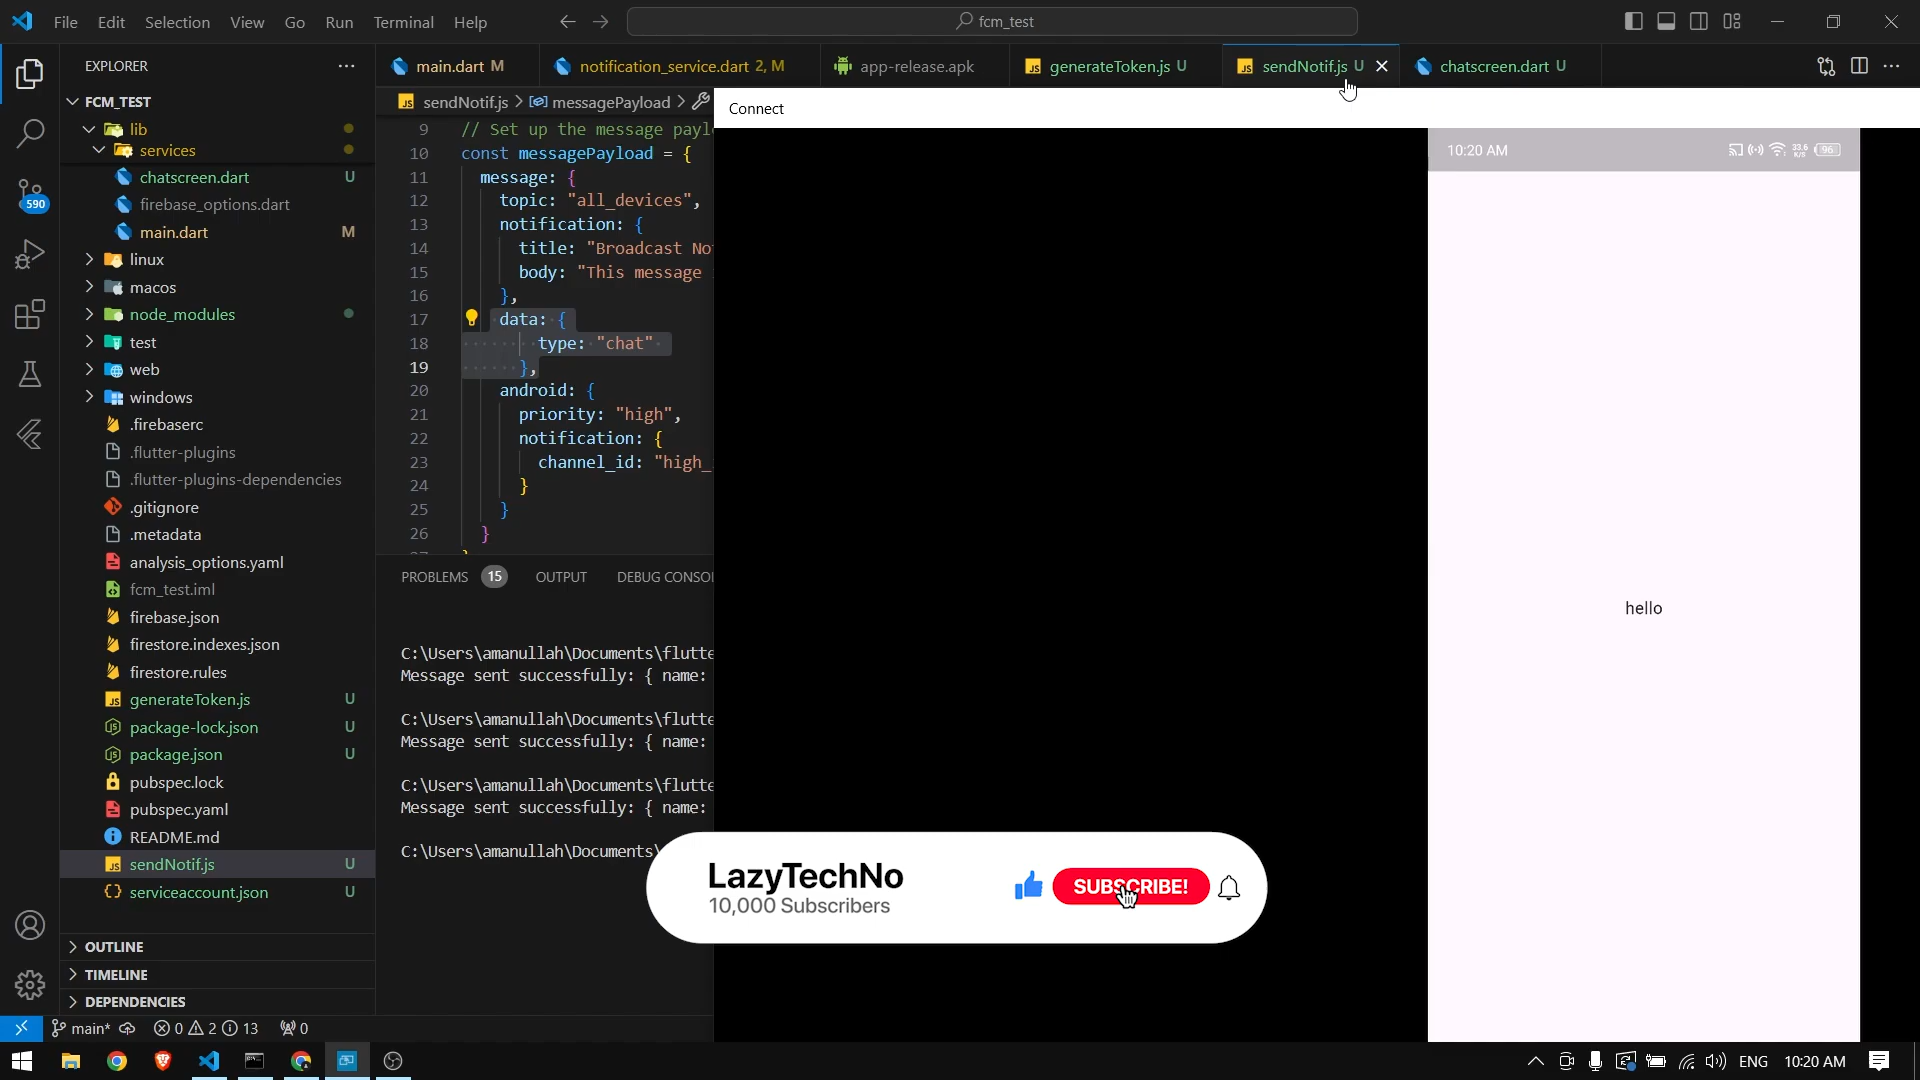 File Edit Selection View Go Run Terminal Help
fcm_test
EXPLORER
FCM_TEST
lib
services
chatscreen.dart U
firebase_options.dart
main.dart M
linux
macos
node_modules
test
web
windows
.firebaserc
.flutter-plugins
.flutter-plugins-dependencies
.gitignore
.metadata
analysis_options.yaml
fcm_test.iml
firebase.json
firestore.indexes.json
firestore.rules
generateToken.js U
package-lock.json U
package.json U
pubspec.lock
pubspec.yaml
README.md
sendNotif.js U
serviceaccount.json U
OUTLINE
TIMELINE
DEPENDENCIES
590
main.dart M
notification_service.dart 2, M
app-release.apk
generateToken.js U
sendNotif.js U
chatscreen.dart U
sendNotif.js > messagePayload >
9 // Set up the message payl
10 const messagePayload = {
11 message: {
12 topic: "all_devices",
13 notification: {
14 title: "Broadcast No
15 body: "This message
16 },
17 data: {
18 type: "chat"
19 },
20 android: {
21 priority: "high",
22 notification: {
23 channel_id: "high_
24 }
25 }
26 }
PROBLEMS 15 OUTPUT DEBUG CONSO
C:\Users\amanullah\Documents\flutte
Message sent successfully: { name:
C:\Users\amanullah\Documents\flutte
Message sent successfully: { name:
C:\Users\amanullah\Documents\flutte
Message sent successfully: { name:
C:\Users\amanullah\Documents\
Connect
10:20 AM
33.6 K/S
96
hello
LazyTechNo
10,000 Subscribers
SUBSCRIBE!
main* 0 2 13 0
ENG 10:20 AM